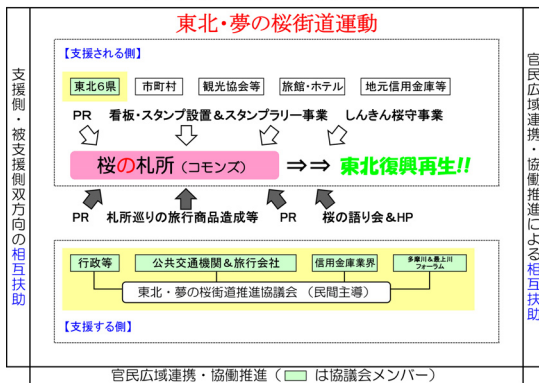 東北・夢の桜街道運動
支援側・被支援側双方向の相互扶助
【支援される側】
東北6県 市町村 観光協会等 旅館・ホテル 地元信用金庫等
PR 看板・スタンプ設置&スタンプラリー事業 しんきん桜守事業
桜の札所（コモンズ） ⇒⇒ 東北復興再生!!
PR 札所巡りの旅行商品造成等 PR 桜の語り会&HP
行政等 公共交通機関&旅行会社 信用金庫業界 多摩川&最上川
フォーラム
東北・夢の桜街道推進協議会 （民間主導）
【支援する側】
官民広域連携・協働推進による相互扶助
官民広域連携・協働推進（ は協議会メンバー）